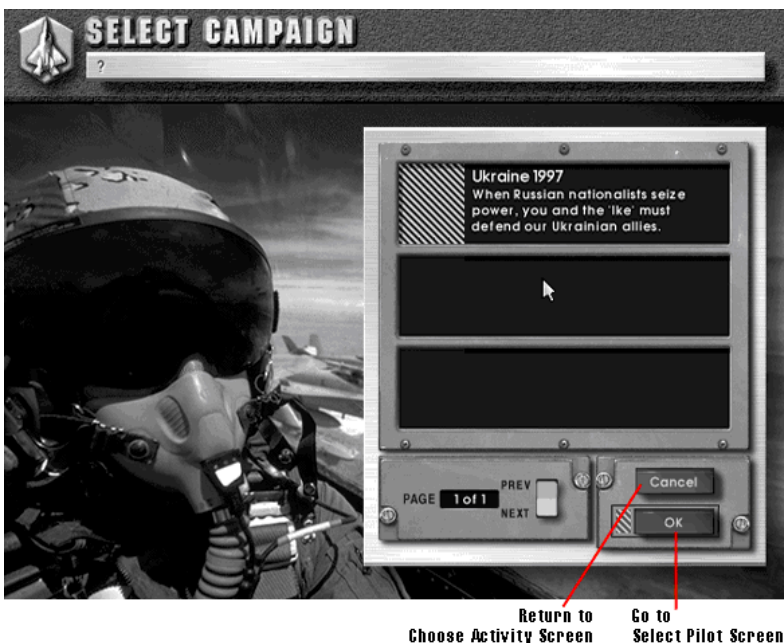 SELECT CAMPAIGN
?
Ukraine 1997
When Russian nationalists seize
power, you and the 'Ike' must
defend our Ukrainian allies.
PAGE 1 of 1
PREV
NEXT
Cancel
OK
Return to
Choose Activity Screen
Go to
Select Pilot Screen